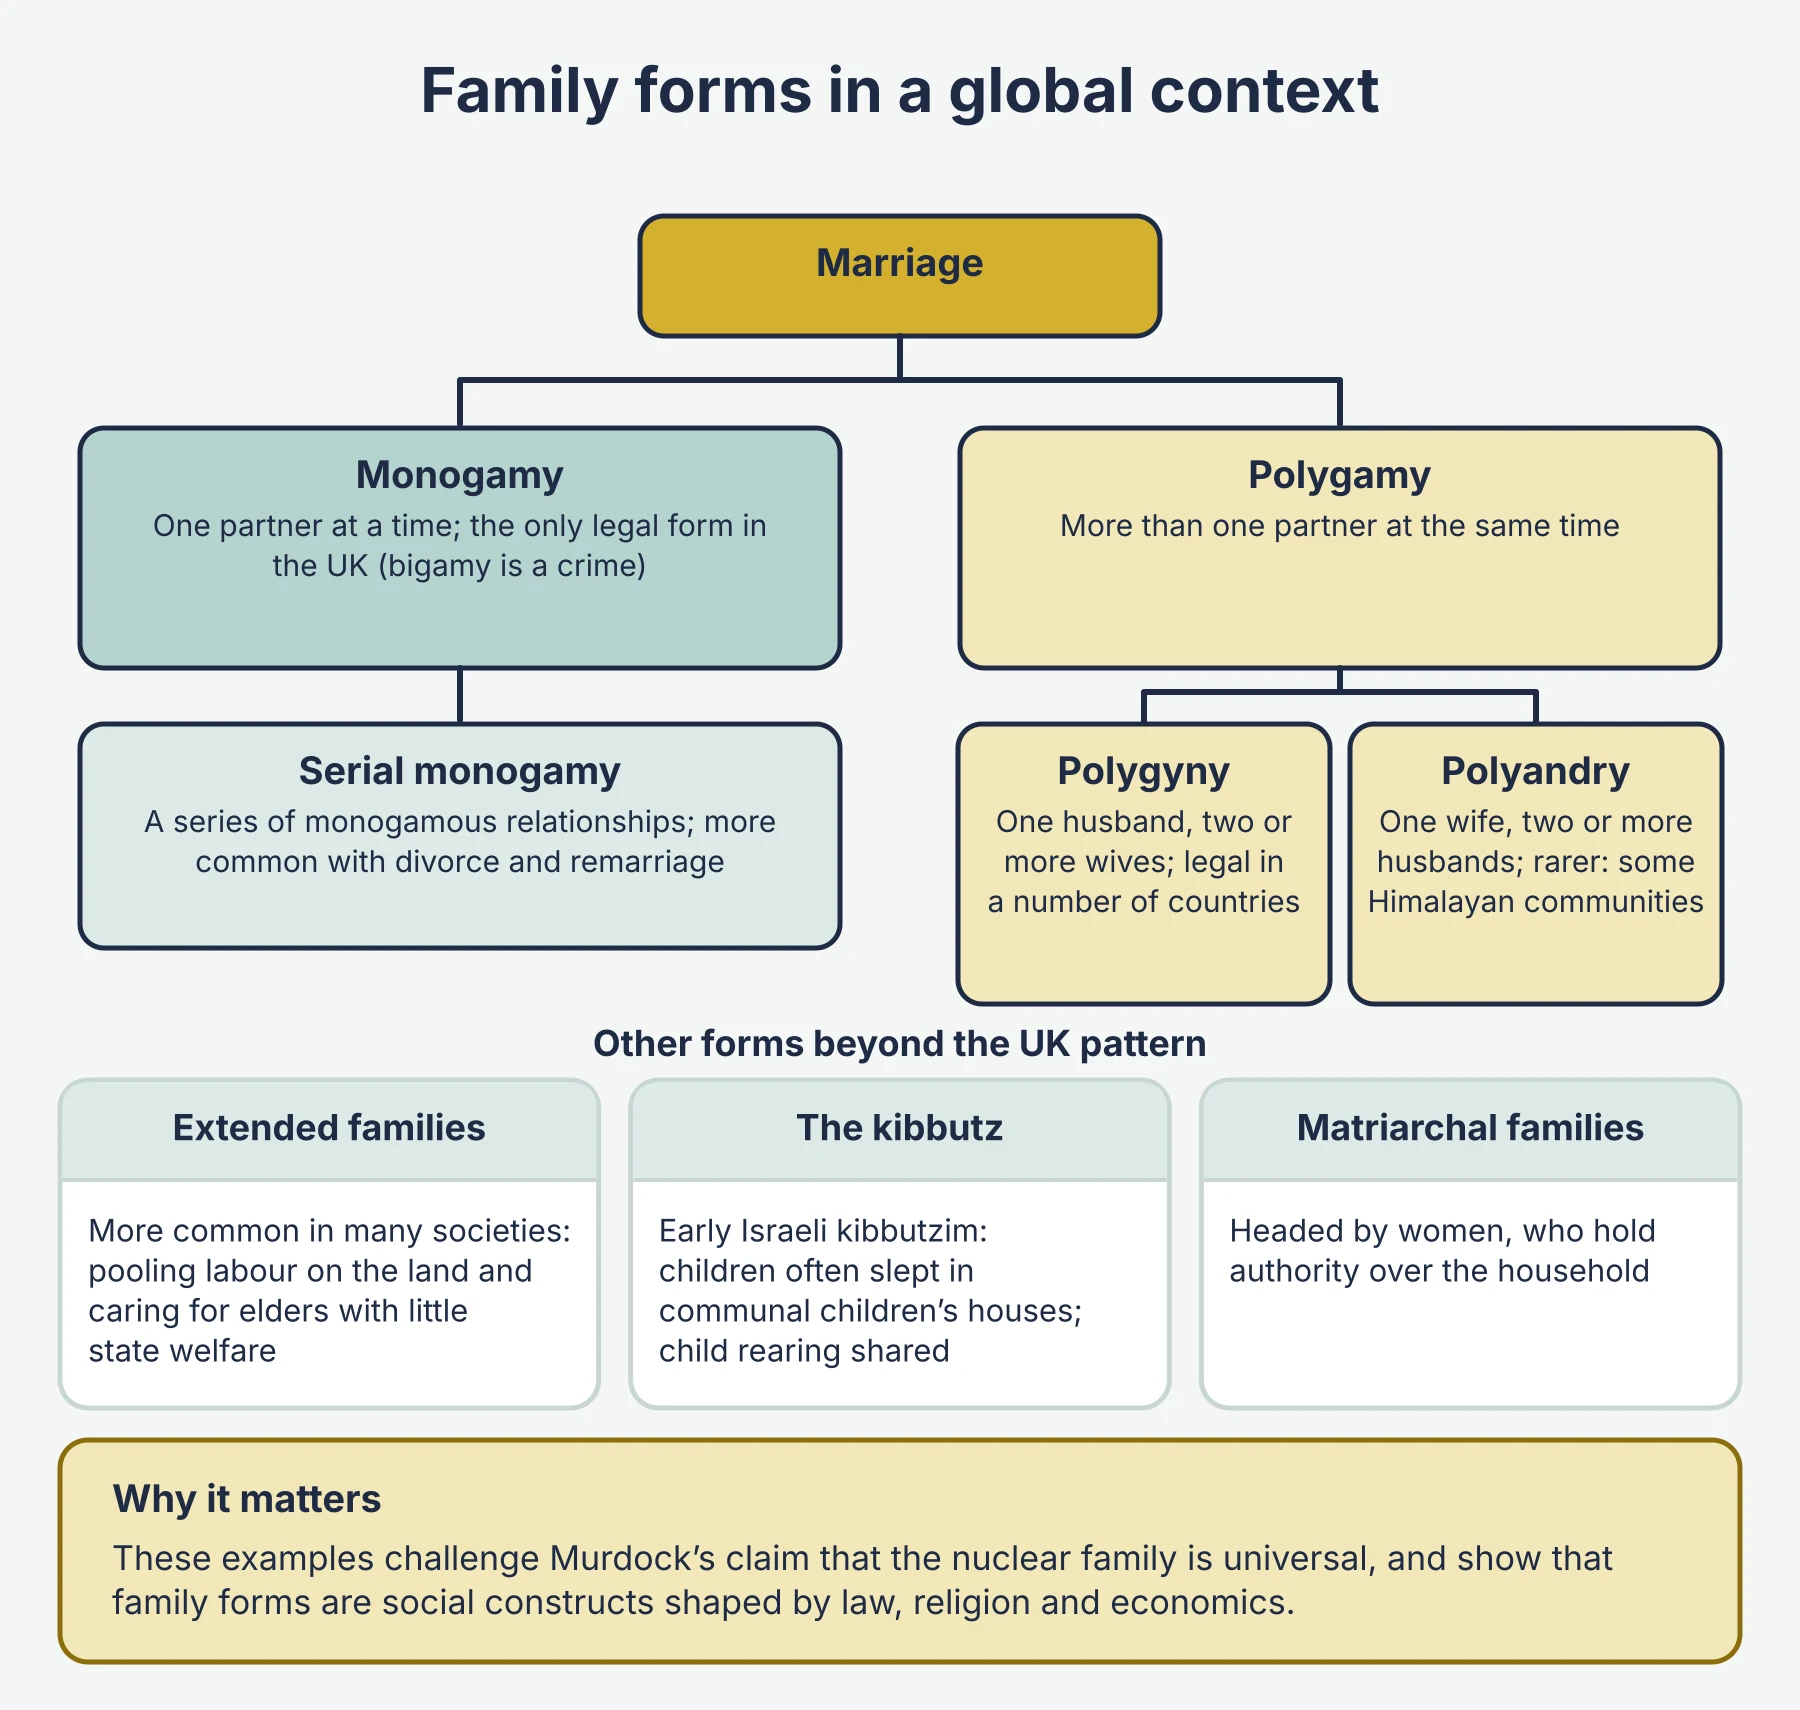 Family forms in a global context
Marriage
Monogamy
One partner at a time; the only legal form in
the UK (bigamy is a crime)
Polygamy
More than one partner at the same time
Serial monogamy
A series of monogamous relationships; more
common with divorce and remarriage
Polygyny
One husband, two or
more wives; legal in
a number of countries
Polyandry
One wife, two or more
husbands; rarer: some
Himalayan communities
Other forms beyond the UK pattern
Extended families
More common in many societies:
pooling labour on the land and
caring for elders with little
state welfare
The kibbutz
Early Israeli kibbutzim:
children often slept in
communal children’s houses;
child rearing shared
Matriarchal families
Headed by women, who hold
authority over the household
Why it matters
These examples challenge Murdock’s claim that the nuclear family is universal, and show that
family forms are social constructs shaped by law, religion and economics.